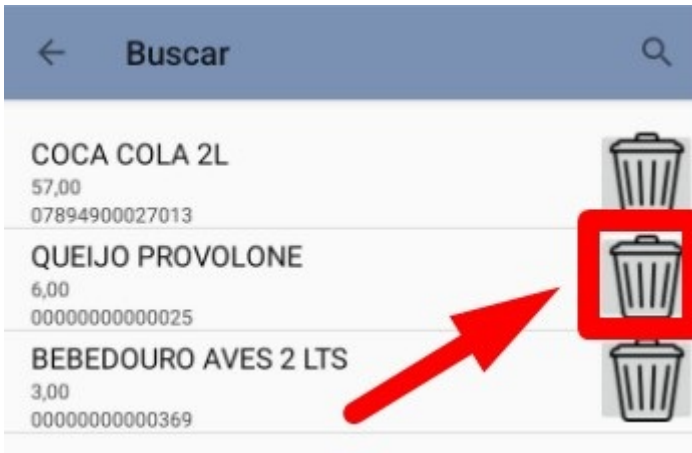 Buscar
COCA COLA 2L
57,00
07894900027013
QUEIJO PROVOLONE
6,00
00000000000025
BEBEDOURO AVES 2 LTS
3,00
00000000000369